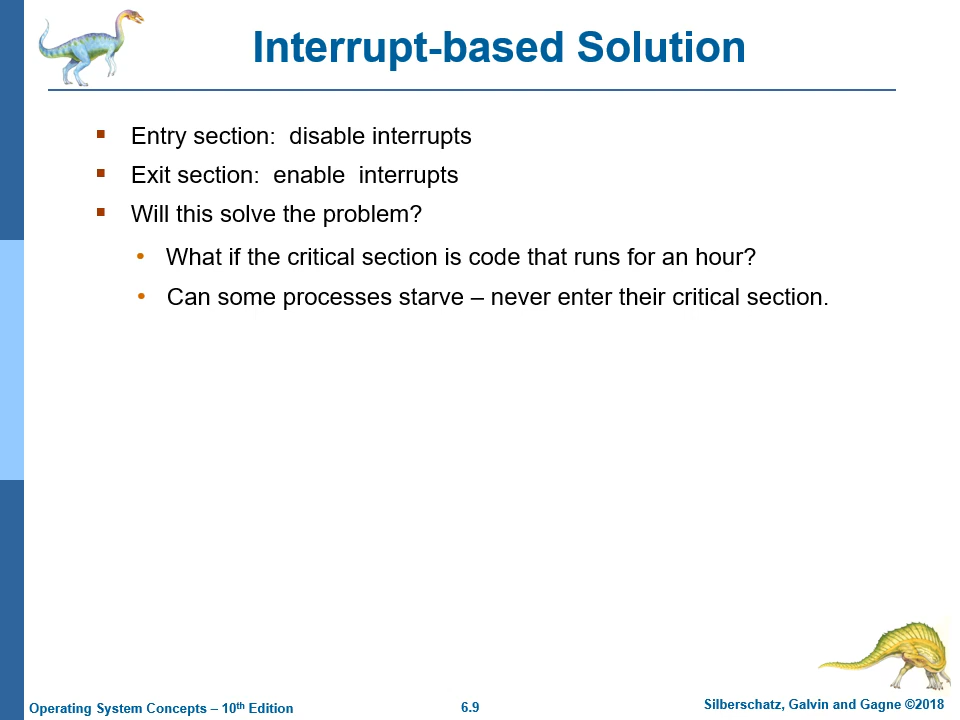 Interrupt-based Solution
Entry section:  disable interrupts
Exit section:  enable  interrupts
Will this solve the problem?
What if the critical section is code that runs for an hour?
Can some processes starve – never enter their critical section.
Operating System Concepts – 10th Edition
6.9
Silberschatz, Galvin and Gagne ©2018